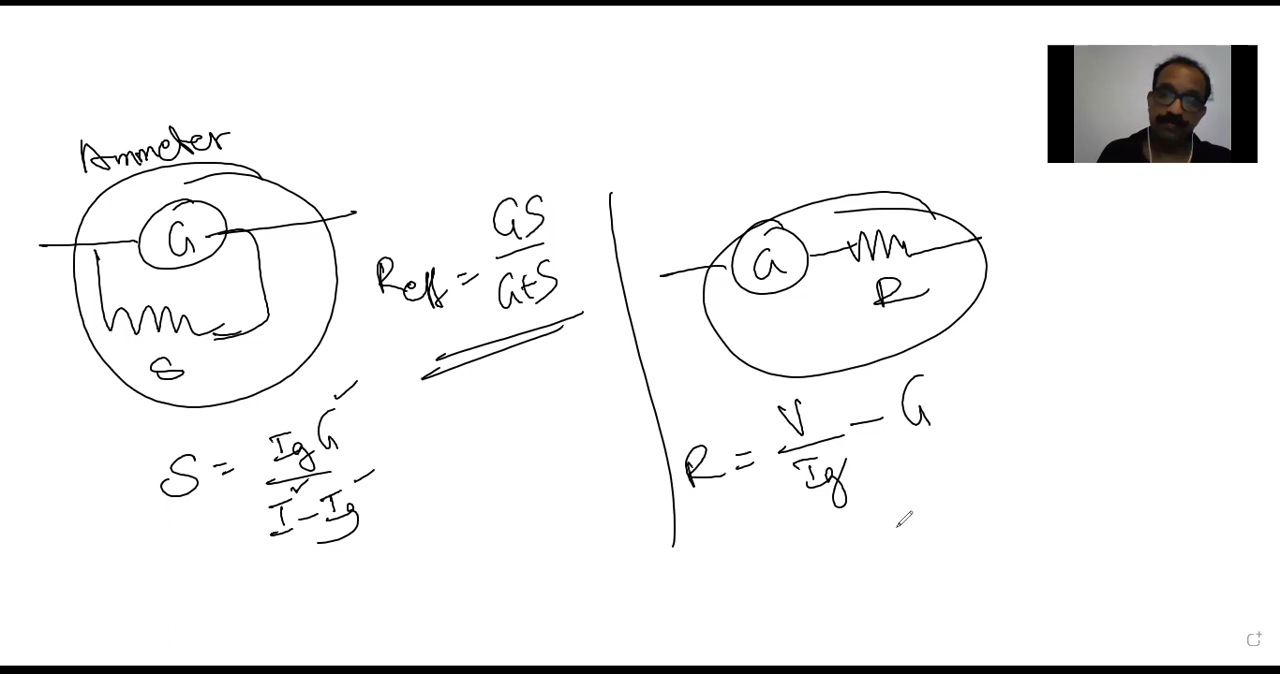 Ammeter
G
S
Reff = GS / G+S
S = IgG / I - Ig
G
R
R = V / Ig - G